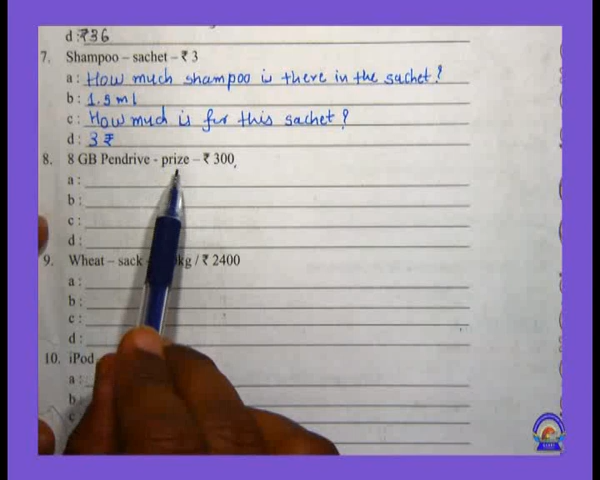 d : ₹36
7. Shampoo – sachet – ₹ 3
a : How much shampoo is there in the sachet?
b : 1.5 ml
c : How much is for this sachet?
d : 3 ₹
8. 8 GB Pendrive - prize – ₹ 300,
a :
b :
c :
d :
9. Wheat – sack kg / ₹ 2400
a :
b :
c :
d :
10. iPod
a :
b :
c